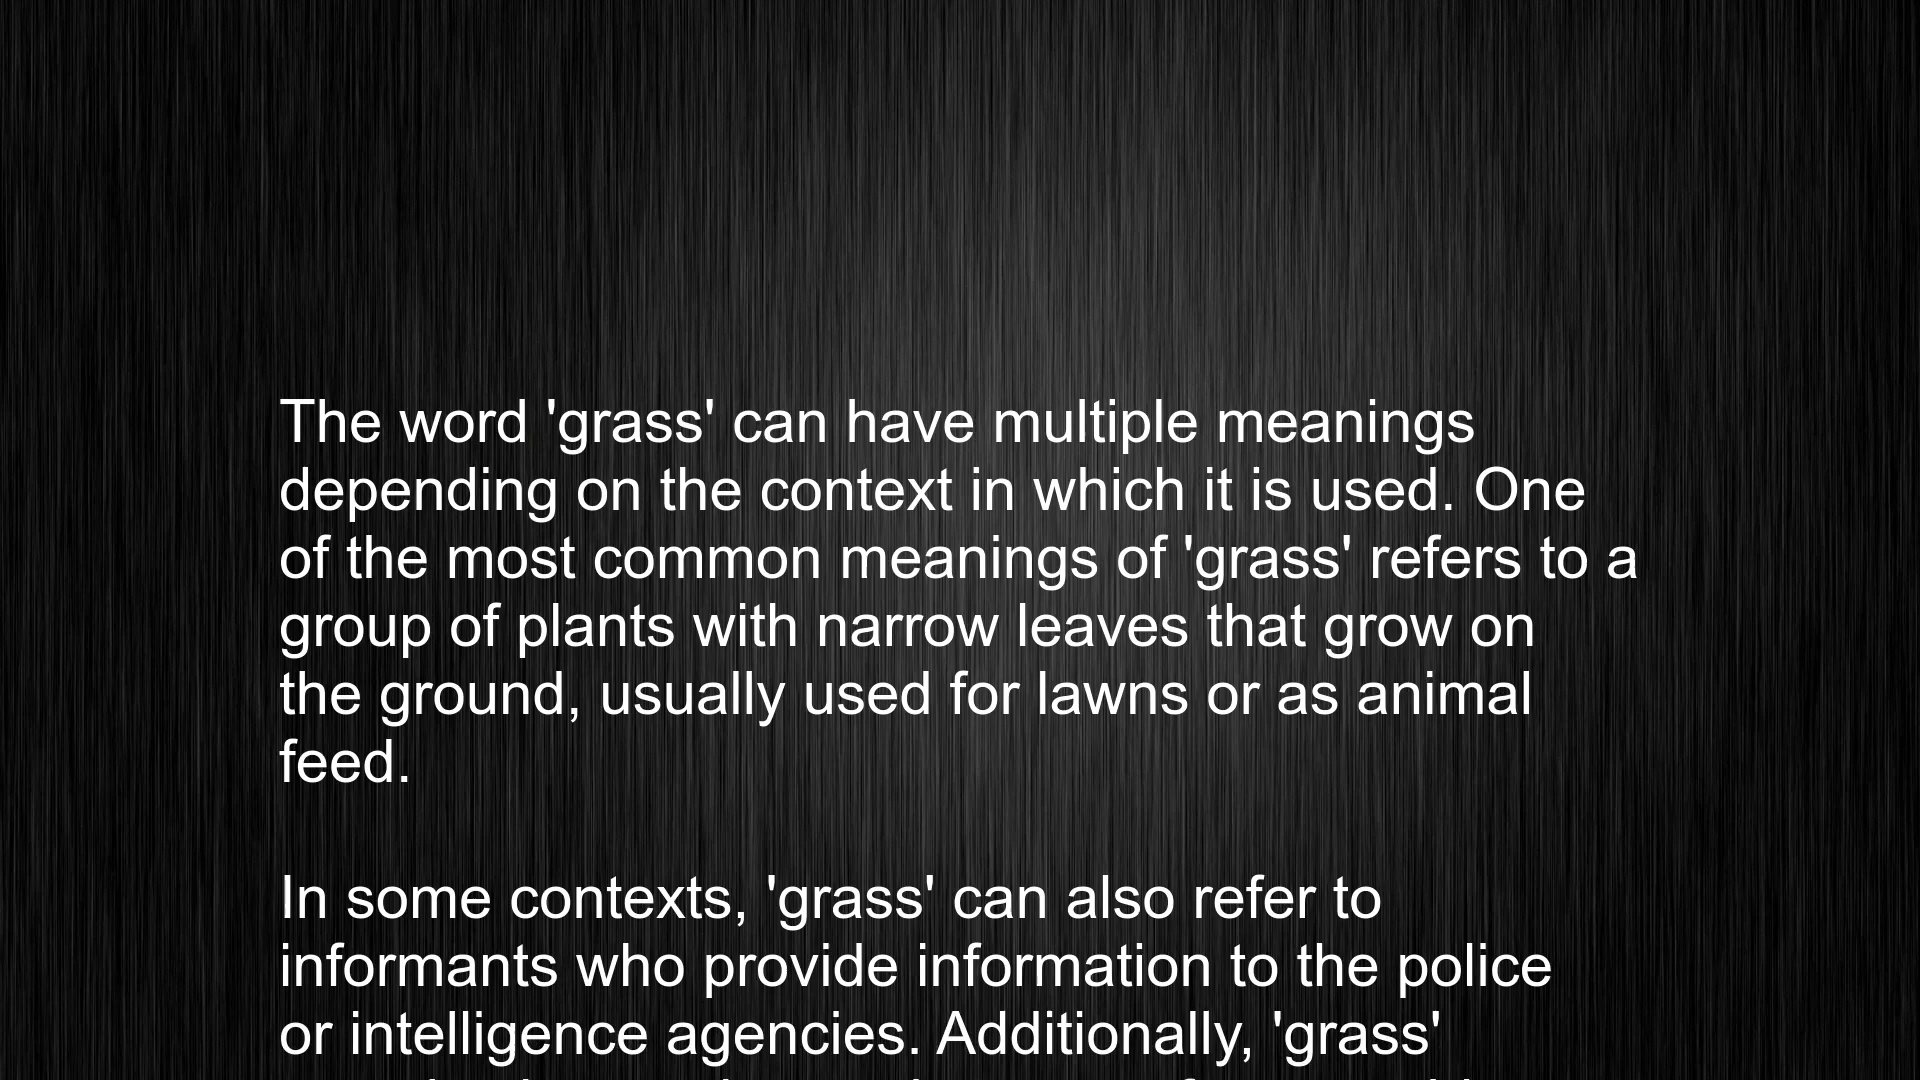 The word 'grass' can have multiple meanings
depending on the context in which it is used. One
of the most common meanings of 'grass' refers to a
group of plants with narrow leaves that grow on
the ground, usually used for lawns or as animal
feed.
In some contexts, 'grass' can also refer to
informants who provide information to the police
or intelligence agencies. Additionally, 'grass'